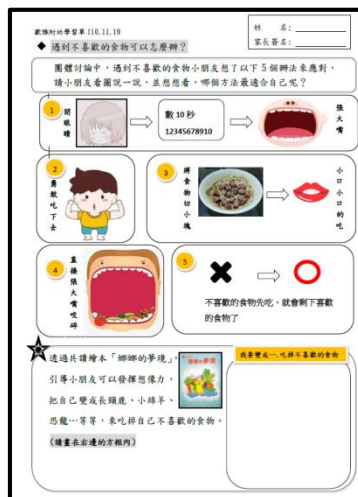 歡雅附幼學習單 110.11.19
姓 名:
家長簽名:
◆ 遇到不喜歡的食物可以怎麼辦?
團體討論中,遇到不喜歡的食物小朋友想了以下 5 個辦法來應對,
請小朋友看圖說一說,並想想看,哪個方法最適合自己呢?
1
閉眼睛
數 10 秒
12345678910
張大嘴
2
勇敢吃下去
3
將食物切小塊
小口小口的吃
4
直接張大嘴咬碎
5
不喜歡的食物先吃,就會剩下喜歡
的食物了
透過共讀繪本「娜娜的夢境」,
引導小朋友可以發揮想像力,
把自己變成長頸鹿、小綿羊、
恐龍…等等,來吃掉自己不喜歡的食物。
(請畫在右邊的方框內)
我要變成…,吃掉不喜歡的食物